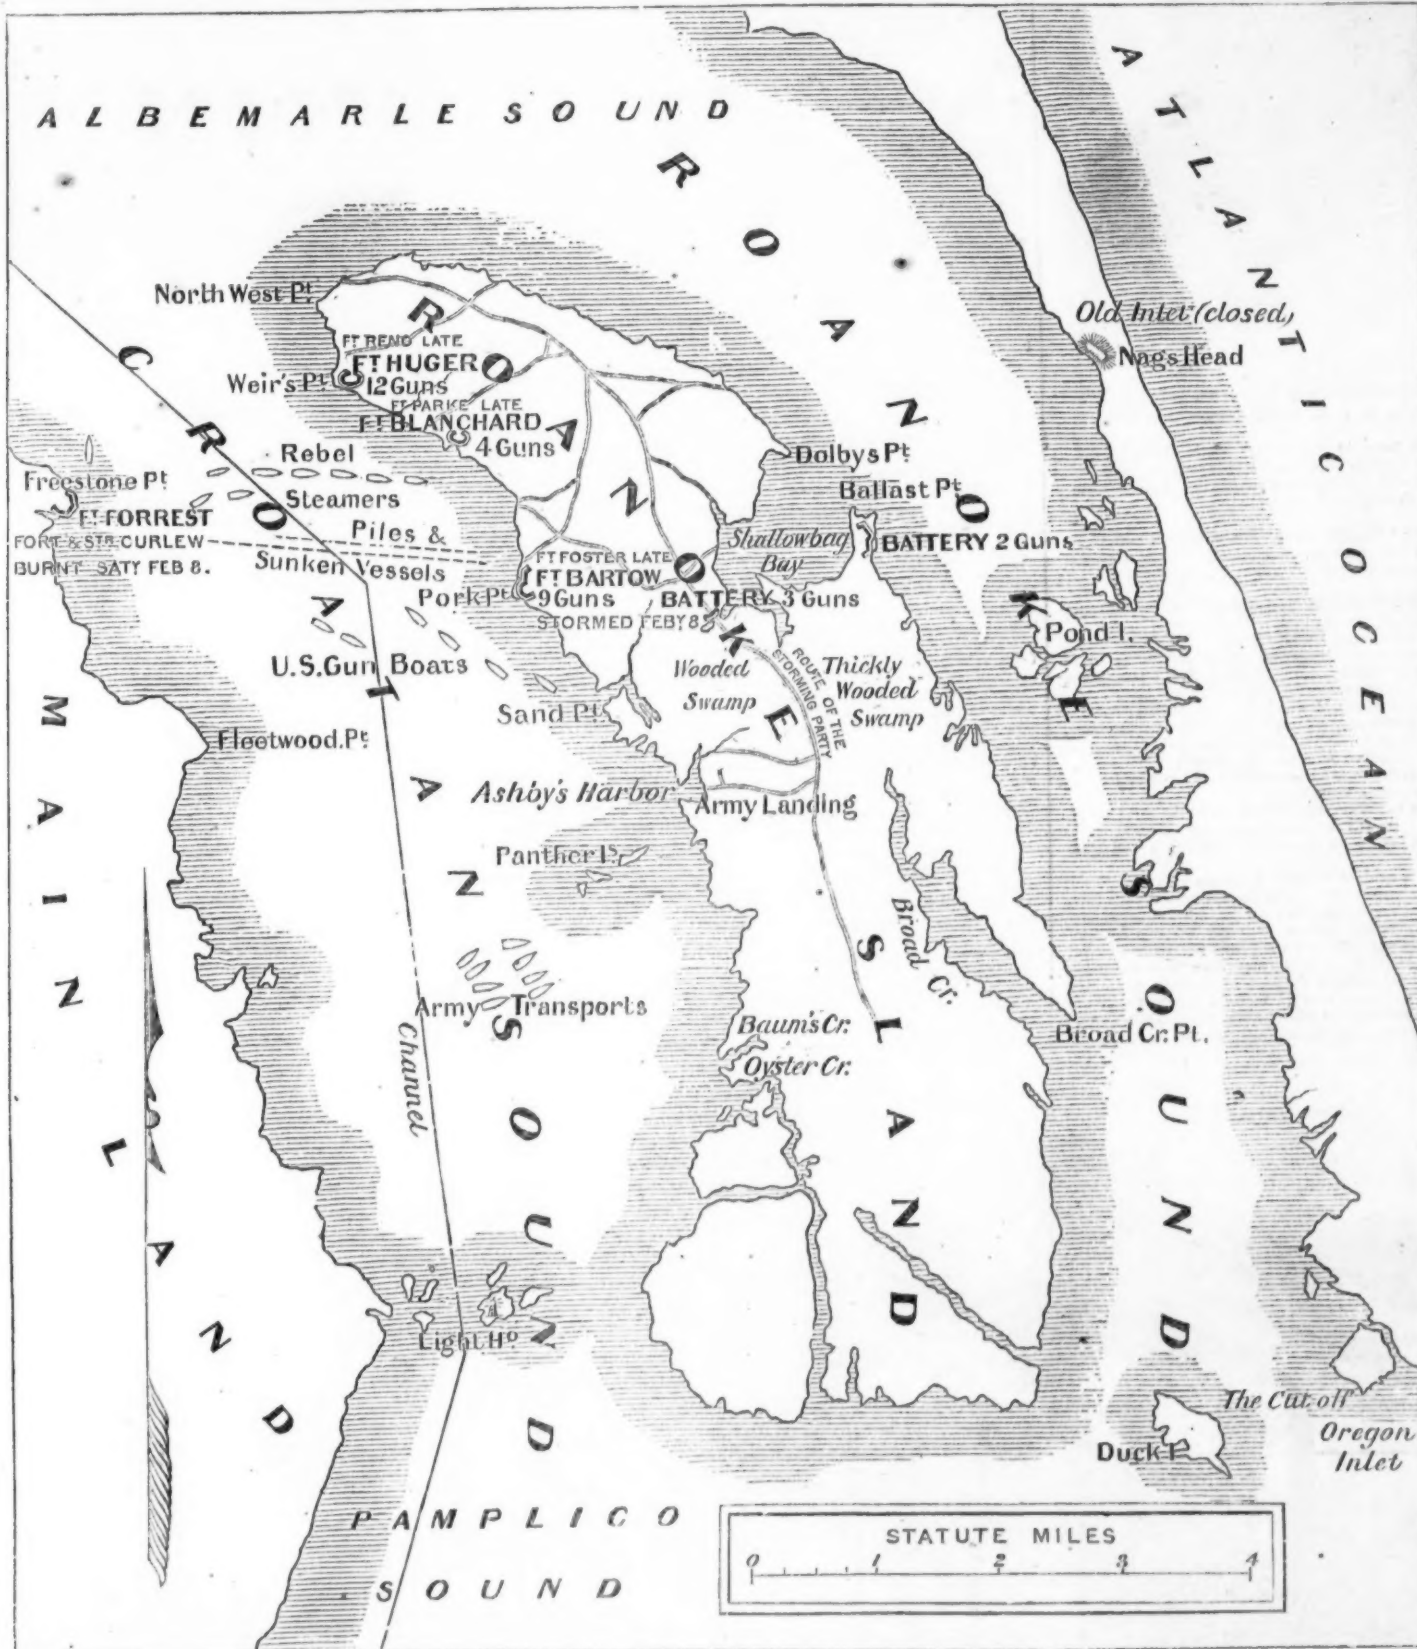 ALBEMARLE SOUND
ATLANTIC OCEAN
ROANOKE SOUND
CROATAN SOUND
ROANOKE ISLAND
MAIN LAND
North West Pt.
Old Inlet (closed)
Nags Head
FT RENO LATE
FT HUGER
12 Guns
Weir's Pt.
FT PARKE LATE
FT BLANCHARD
4 Guns
Rebel
Steamers
Freestone Pt.
FT FORREST
FORT & STR CURLEW
BURNT SATY FEB 8.
Piles &
Sunken Vessels
Dolbys Pt.
Ballast Pt.
BATTERY 2 Guns
Shallowbag
Bay
FT FOSTER LATE
FT BARTOW
9 Guns
Pork Pt.
STORMED FEBY 8
BATTERY 3 Guns
Pond I.
U.S. Gun Boats
Wooded
Swamp
ROUTE OF THE
STORMING PARTY
Thickly
Wooded
Swamp
Sand Pt.
Fleetwood. Pt.
Ashby's Harbor
Army Landing
Panther Is.
Broad Cr.
Army Transports
Channel
Baum's Cr.
Oyster Cr.
Broad Cr. Pt.
Light Ho.
The Cut off
Oregon
Inlet
Duck I.
PAMPLICO
SOUND
STATUTE MILES
0 1 2 3 4